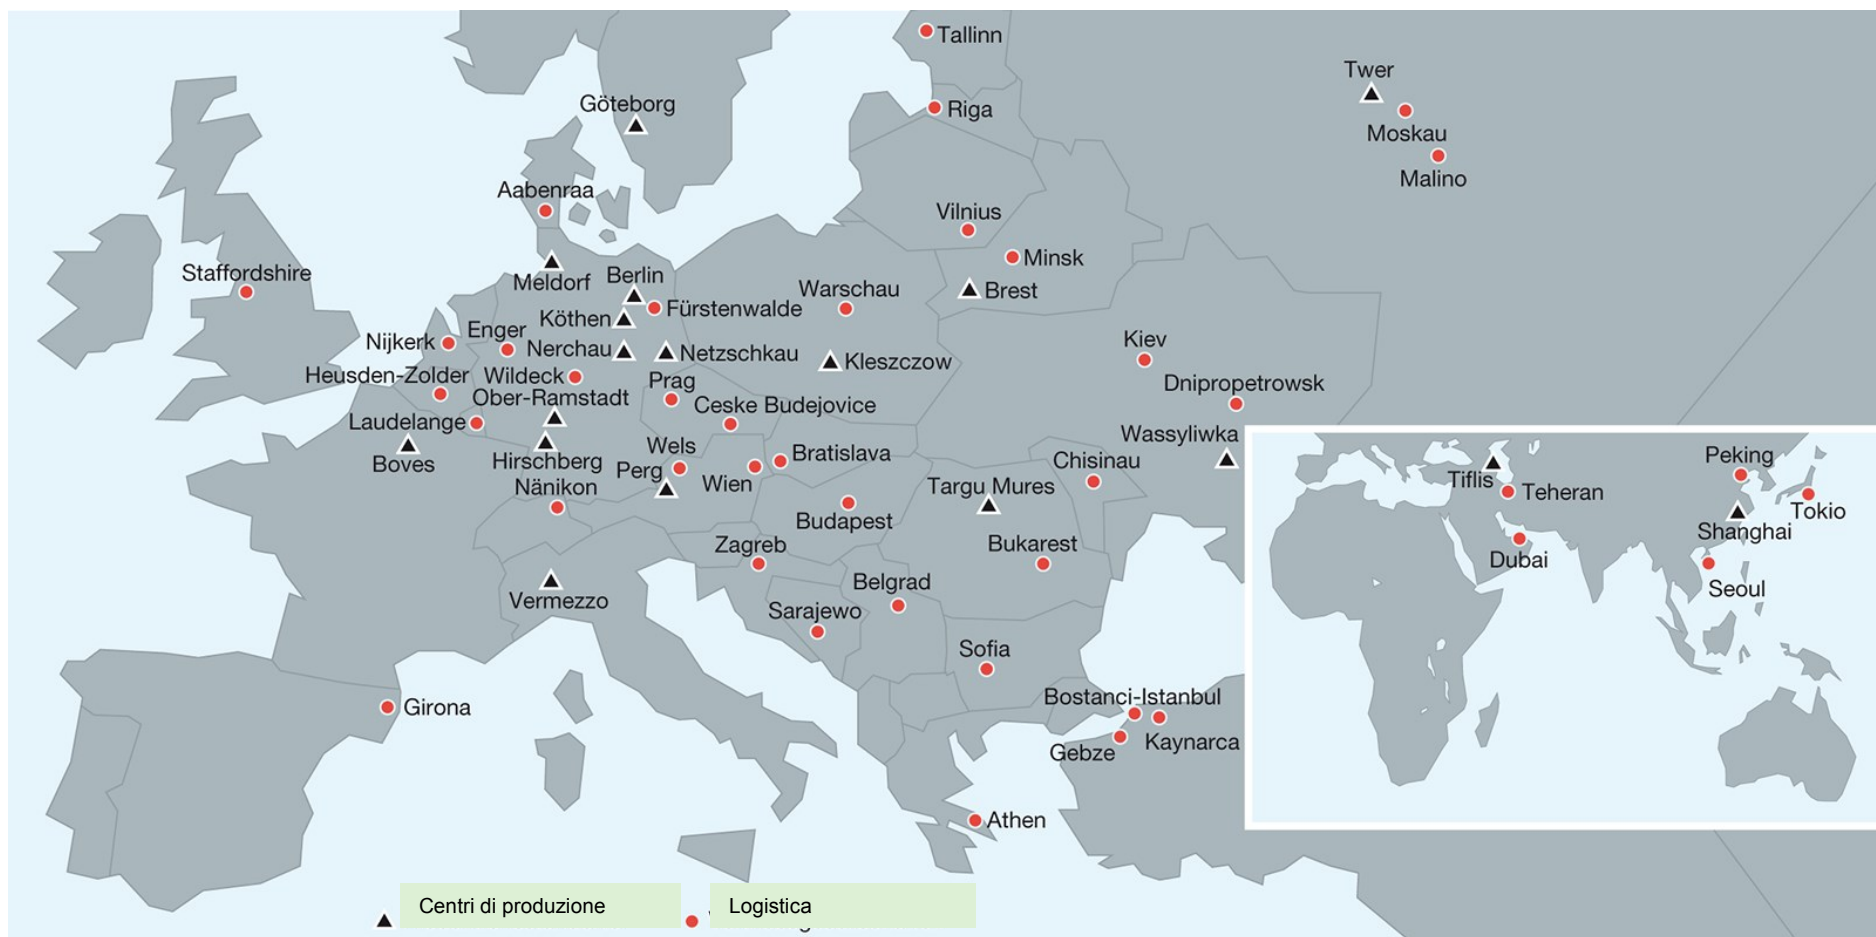 Tallinn
Twer
Göteborg
Riga
Moskau
Malino
Aabenraa
Vilnius
Minsk
Staffordshire
Meldorf
Berlin
Warschau
Brest
Köthen
Fürstenwalde
Nijkerk
Enger
Nerchau
Netzschkau
Kleszczow
Kiev
Heusden-Zolder
Wildeck
Prag
Dnipropetrowsk
Ober-Ramstadt
Ceske Budejovice
Laudelange
Wassyliwka
Boves
Hirschberg
Wels
Bratislava
Chisinau
Perg
Wien
Nänikon
Targu Mures
Budapest
Zagreb
Bukarest
Vermezzo
Belgrad
Sarajewo
Sofia
Girona
Bostanci-Istanbul
Gebze
Kaynarca
Athen
Peking
Tiflis
Teheran
Tokio
Shanghai
Dubai
Seoul
Centri di produzione
Logistica